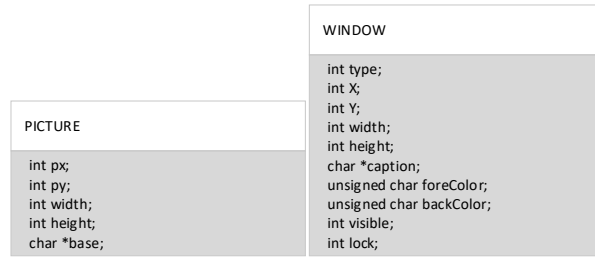 PICTURE
int px;
int py;
int width;
int height;
char *base;
WINDOW
int type;
int X;
int Y;
int width;
int height;
char *caption;
unsigned char foreColor;
unsigned char backColor;
int visible;
int lock;